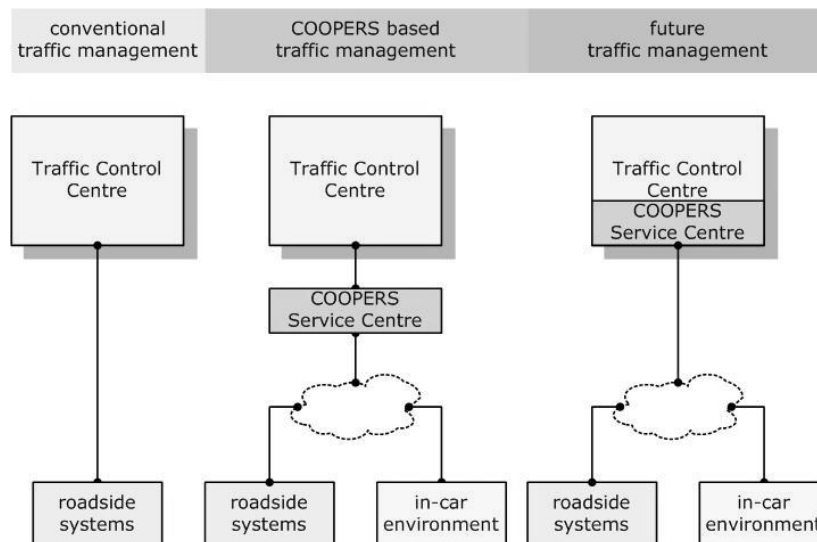 conventional
traffic management
COOPERS based
traffic management
future
traffic management
Traffic Control
Centre
Traffic Control
Centre
Traffic Control
Centre
COOPERS
Service Centre
COOPERS
Service Centre
roadside
systems
roadside
systems
in-car
environment
roadside
systems
in-car
environment